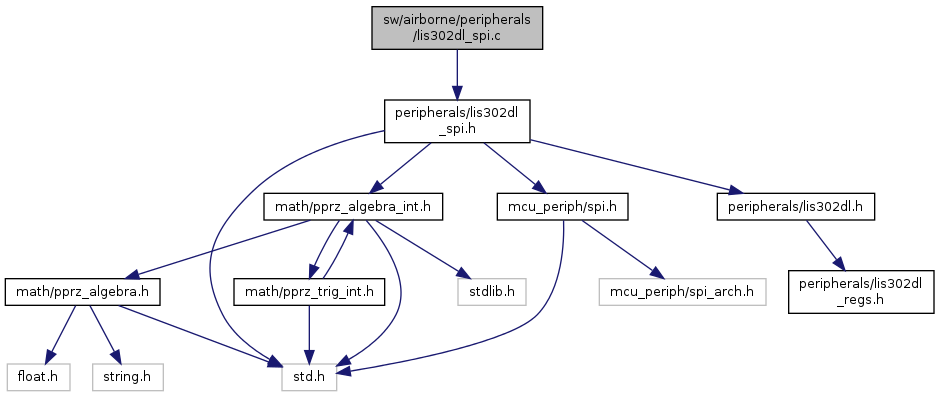 sw/airborne/peripherals
/lis302dl_spi.c
peripherals/lis302dl
_spi.h
math/pprz_algebra_int.h
mcu_periph/spi.h
peripherals/lis302dl.h
math/pprz_algebra.h
math/pprz_trig_int.h
stdlib.h
mcu_periph/spi_arch.h
peripherals/lis302dl
_regs.h
float.h
string.h
std.h